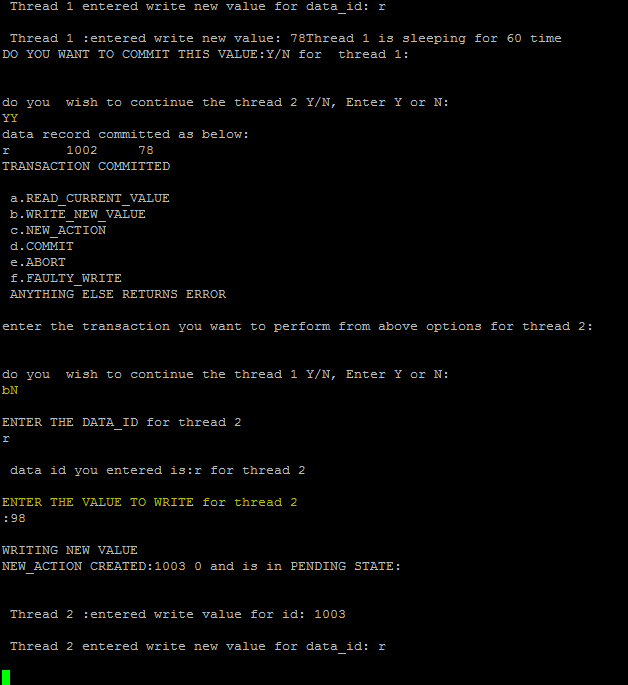 Thread 1 entered write new value for data_id: r
Thread 1 :entered write new value: 78Thread 1 is sleeping for 60 time
DO YOU WANT TO COMMIT THIS VALUE:Y/N for  thread 1:
do you  wish to continue the thread 2 Y/N, Enter Y or N:
YY
data record committed as below:
r       1002     78
TRANSACTION COMMITTED
a.READ_CURRENT_VALUE
b.WRITE_NEW_VALUE
c.NEW_ACTION
d.COMMIT
e.ABORT
f.FAULTY_WRITE
ANYTHING ELSE RETURNS ERROR
enter the transaction you want to perform from above options for thread 2:
do you  wish to continue the thread 1 Y/N, Enter Y or N:
bN
ENTER THE DATA_ID for thread 2
r
data id you entered is:r for thread 2
ENTER THE VALUE TO WRITE for thread 2
:98
WRITING NEW VALUE
NEW_ACTION CREATED:1003 0 and is in PENDING STATE:
Thread 2 :entered write value for id: 1003
Thread 2 entered write new value for data_id: r